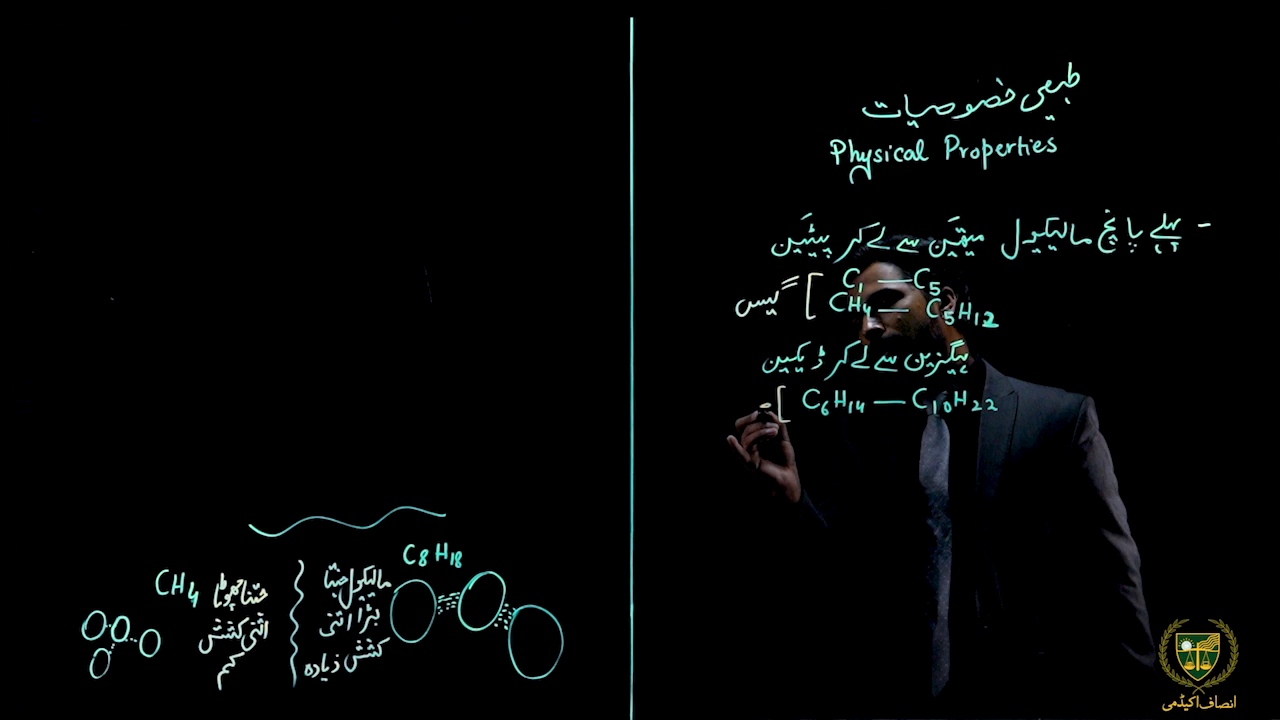 طبعی خصوصیات
Physical Properties
- پہلے پانچ مالیکیول میتھین سے لے کر پینٹین
C1 — C5
گیس [ CH4 — C5H12
ہیگزین سے لے کر ڈیکین
[ C6H14 — C10H22
C8H18
مالیکیول جتنا
بڑا اتنی
کشش زیادہ
CH4 جتنا چھوٹا
اتنی کشش
کم
انصاف اکیڈمی